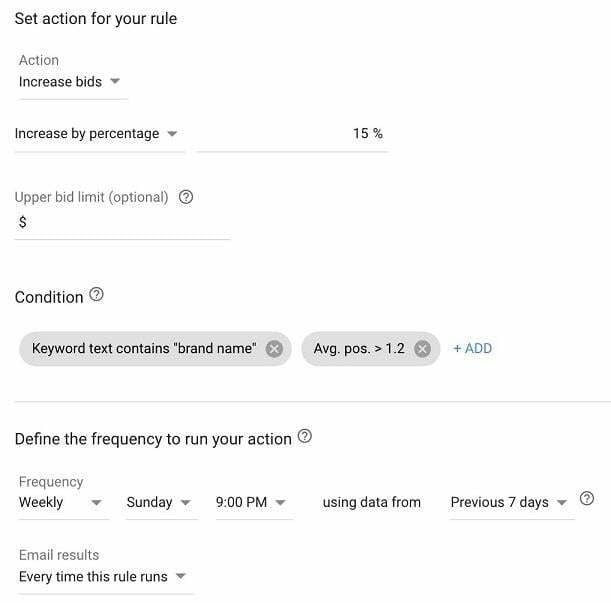 Set action for your rule
Action
Increase bids
Increase by percentage 15 %
Upper bid limit (optional) ?
$
Condition ?
Keyword text contains "brand name" Avg. pos. > 1.2 + ADD
Define the frequency to run your action ?
Frequency
Weekly Sunday 9:00 PM using data from Previous 7 days ?
Email results
Every time this rule runs